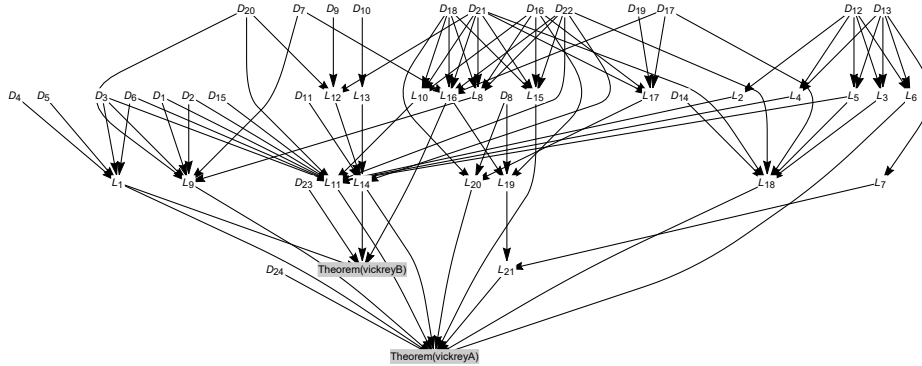 D20 D7 D9 D10 D18 D21 D16 D22 D19 D17 D12 D13
D4 D5 D3 D6 D1 D2 D15 D11 L12 L13 L10 L16 L8 D8 L15 L17 D14 L2 L4 L5 L3 L6
L1 L9 D23 L11 L14 L20 L19 L18 L7
D24 Theorem(vickreyB) L21
Theorem(vickreyA)